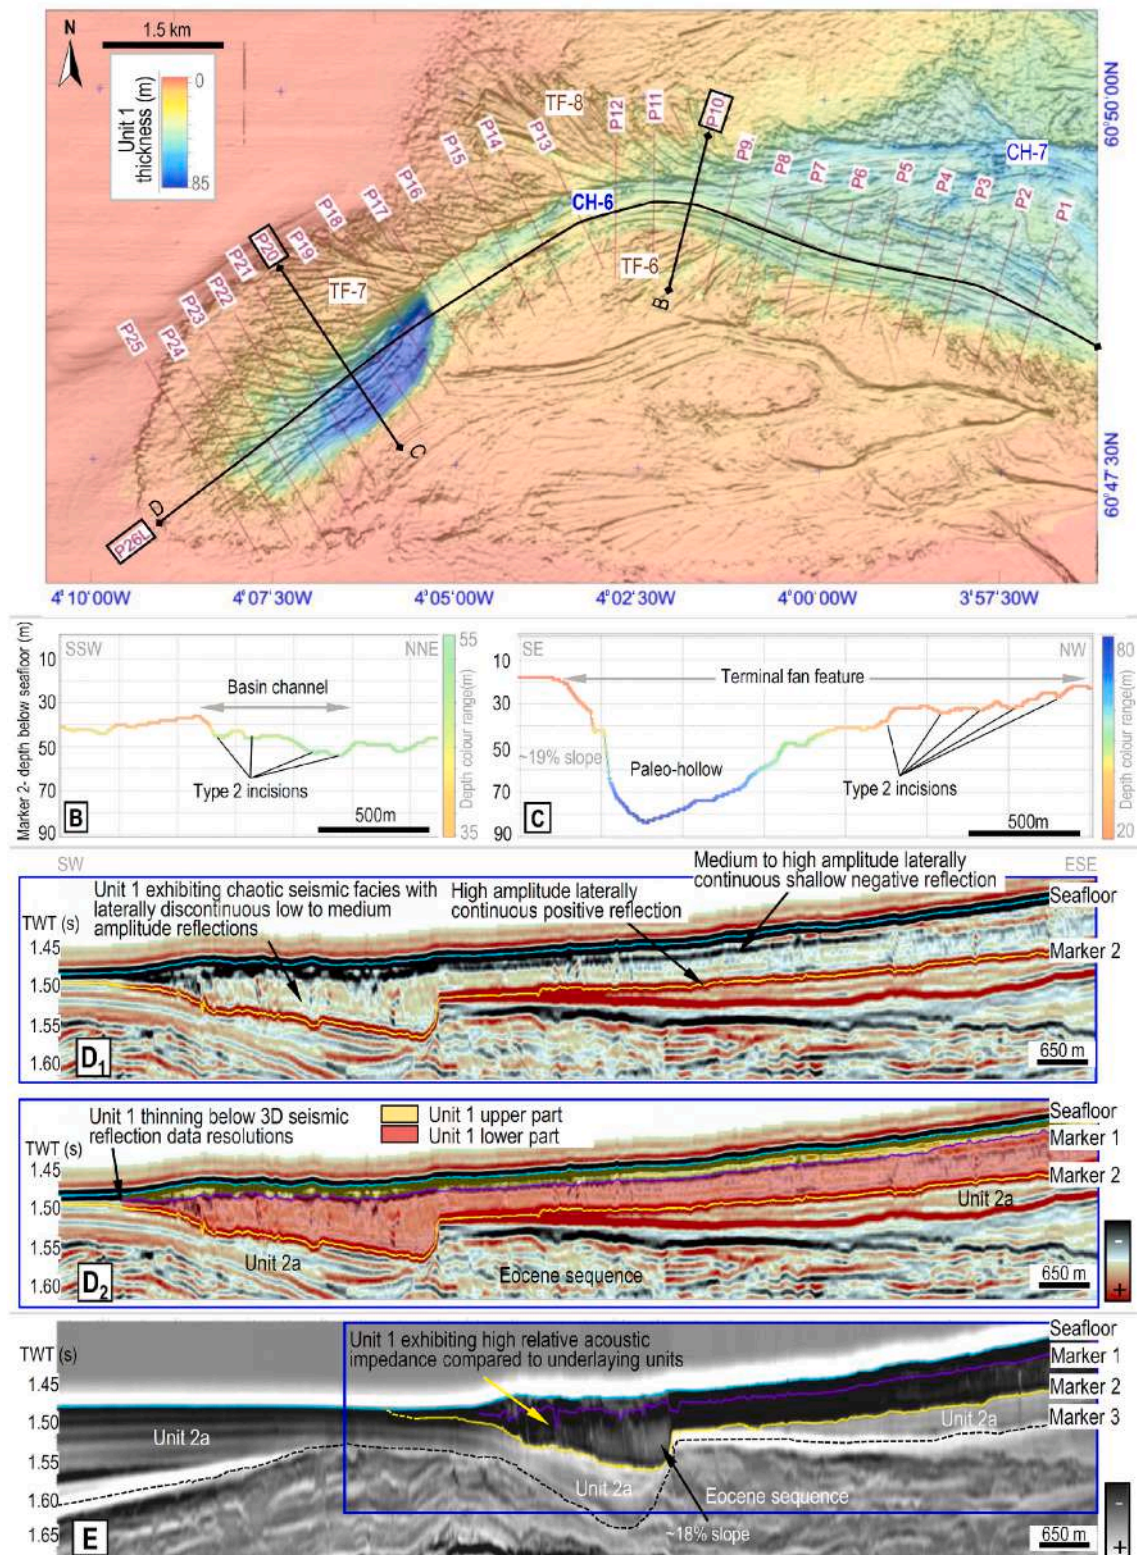 N
1.5 km
Unit 1
thickness (m)
0
85
TF-8
P12
P11
P10
P13
P14
P15
P9
P8
P7
P6
P5
P4
P3
P2
P1
CH-7
CH-6
TF-6
B
P16
P17
P18
P19
P20
P21
P22
P23
P24
P25
TF-7
C
D
P26L
60°50'00N
60°47'30N
4°10'00W
4°07'30W
4°05'00W
4°02'30W
4°00'00W
3°57'30W
Marker 2- depth below seafloor (m)
10
30
50
70
90
SSW
NNE
Basin channel
Type 2 incisions
500m
B
55
Depth colour range(m)
35
10
30
50
70
90
SE
NW
Terminal fan feature
~19% slope
Paleo-hollow
Type 2 incisions
500m
C
80
Depth colour range(m)
20
SW
ESE
Unit 1 exhibiting chaotic seismic facies with
laterally discontinuous low to medium
amplitude reflections
High amplitude laterally
continuous positive reflection
Medium to high amplitude laterally
continuous shallow negative reflection
Seafloor
Marker 2
TWT (s)
1.45
1.50
1.55
1.60
D1
650 m
Unit 1 thinning below 3D seismic
reflection data resolutions
Unit 1 upper part
Unit 1 lower part
Seafloor
Marker 1
Marker 2
TWT (s)
1.45
1.50
1.55
1.60
Unit 2a
Unit 2a
Eocene sequence
D2
650 m
-
+
Unit 1 exhibiting high relative acoustic
impedance compared to underlaying units
Seafloor
Marker 1
Marker 2
Marker 3
TWT (s)
1.45
1.50
1.55
1.60
1.65
Unit 2a
Unit 2a
Unit 2a
Eocene sequence
~18% slope
E
650 m
-
+